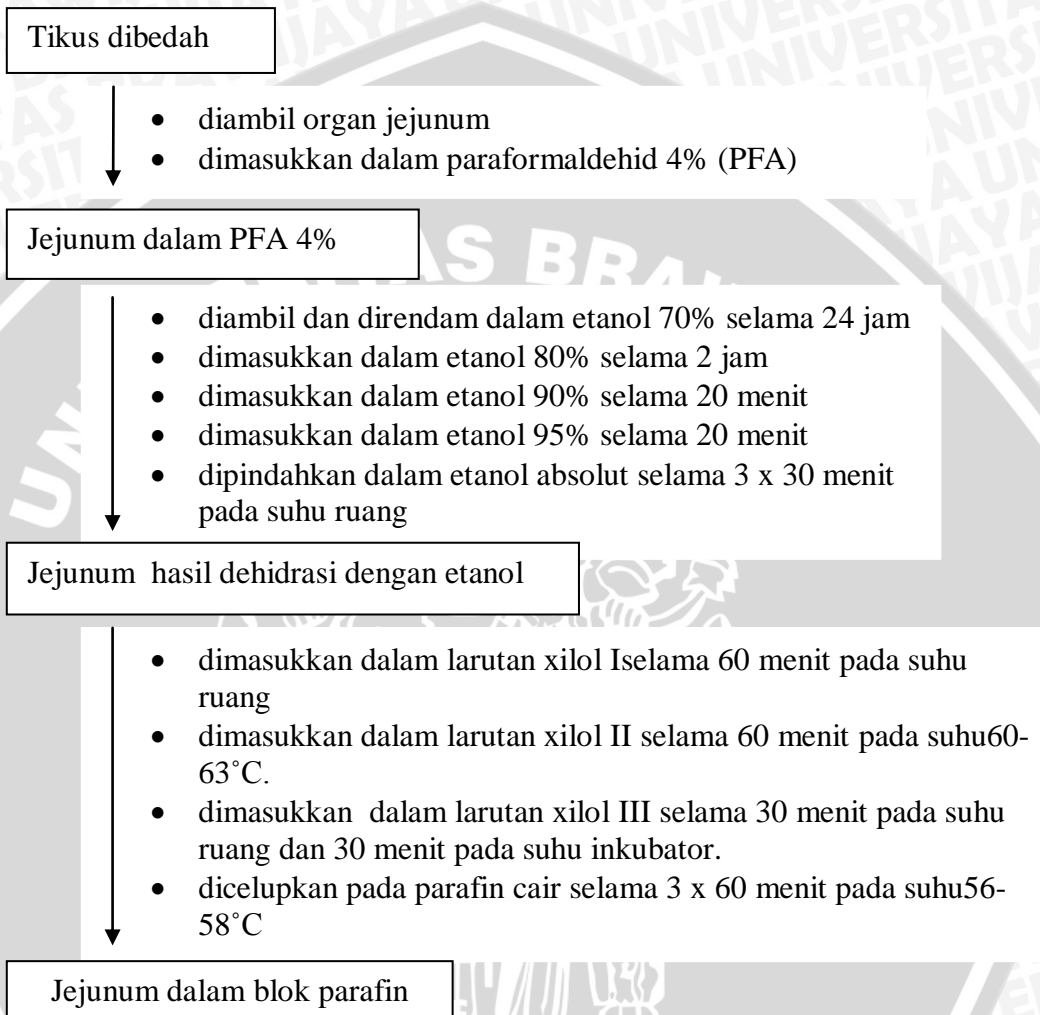 Tikus dibedah
• diambil organ jejunum
• dimasukkan dalam paraformaldehid 4% (PFA)
Jejunum dalam PFA 4%
• diambil dan direndam dalam etanol 70% selama 24 jam
• dimasukkan dalam etanol 80% selama 2 jam
• dimasukkan dalam etanol 90% selama 20 menit
• dimasukkan dalam etanol 95% selama 20 menit
• dipindahkan dalam etanol absolut selama 3 x 30 menit
pada suhu ruang
Jejunum hasil dehidrasi dengan etanol
• dimasukkan dalam larutan xilol Iselama 60 menit pada suhu
ruang
• dimasukkan dalam larutan xilol II selama 60 menit pada suhu60-
63˚C.
• dimasukkan dalam larutan xilol III selama 30 menit pada suhu
ruang dan 30 menit pada suhu inkubator.
• dicelupkan pada parafin cair selama 3 x 60 menit pada suhu56-
58˚C
Jejunum dalam blok parafin